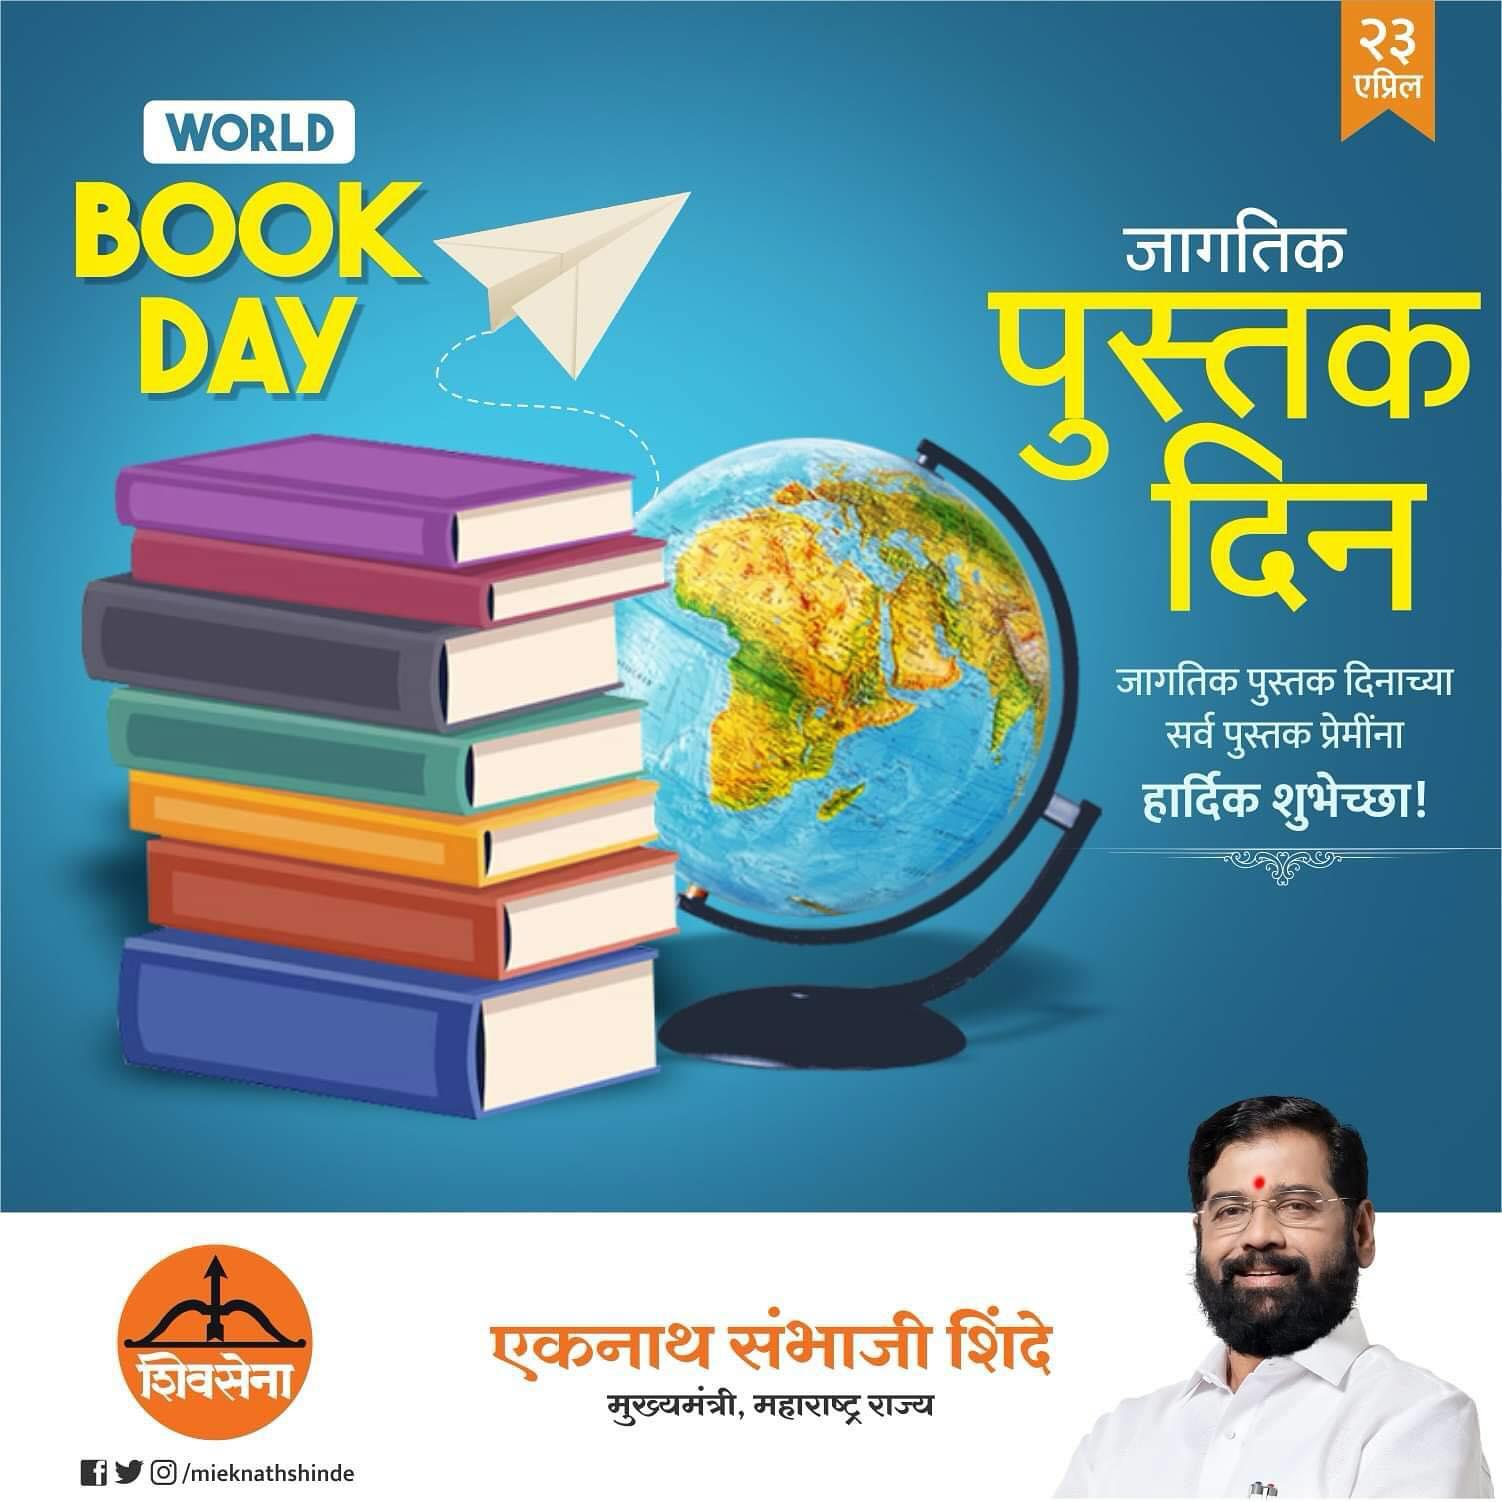 २३
एप्रिल
WORLD
BOOK
DAY
जागतिक
पुस्तक
दिन
जागतिक पुस्तक दिनाच्या
सर्व पुस्तक प्रेमींना
हार्दिक शुभेच्छा!
शिवसेना
एकनाथ संभाजी शिंदे
मुख्यमंत्री, महाराष्ट्र राज्य
/mieknathshinde